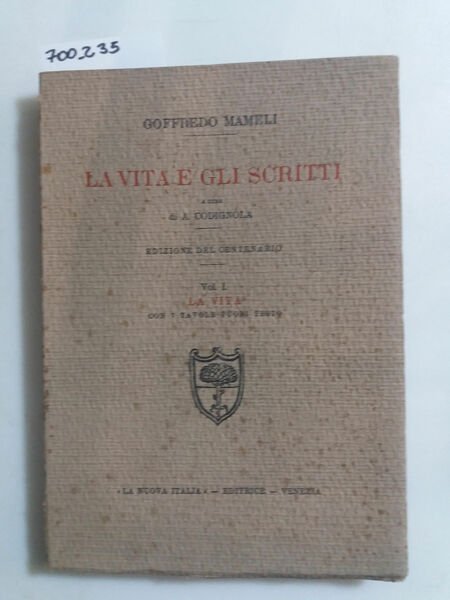 700_235
GOFFREDO MAMELI
LA VITA E GLI SCRITTI
A CURA
di A. CODIGNOLA
EDIZIONE DEL CENTENARIO
Vol. I.
LA VITA
CON 7 TAVOLE FUORI TESTO
« LA NUOVA ITALIA » — EDITRICE — VENEZIA